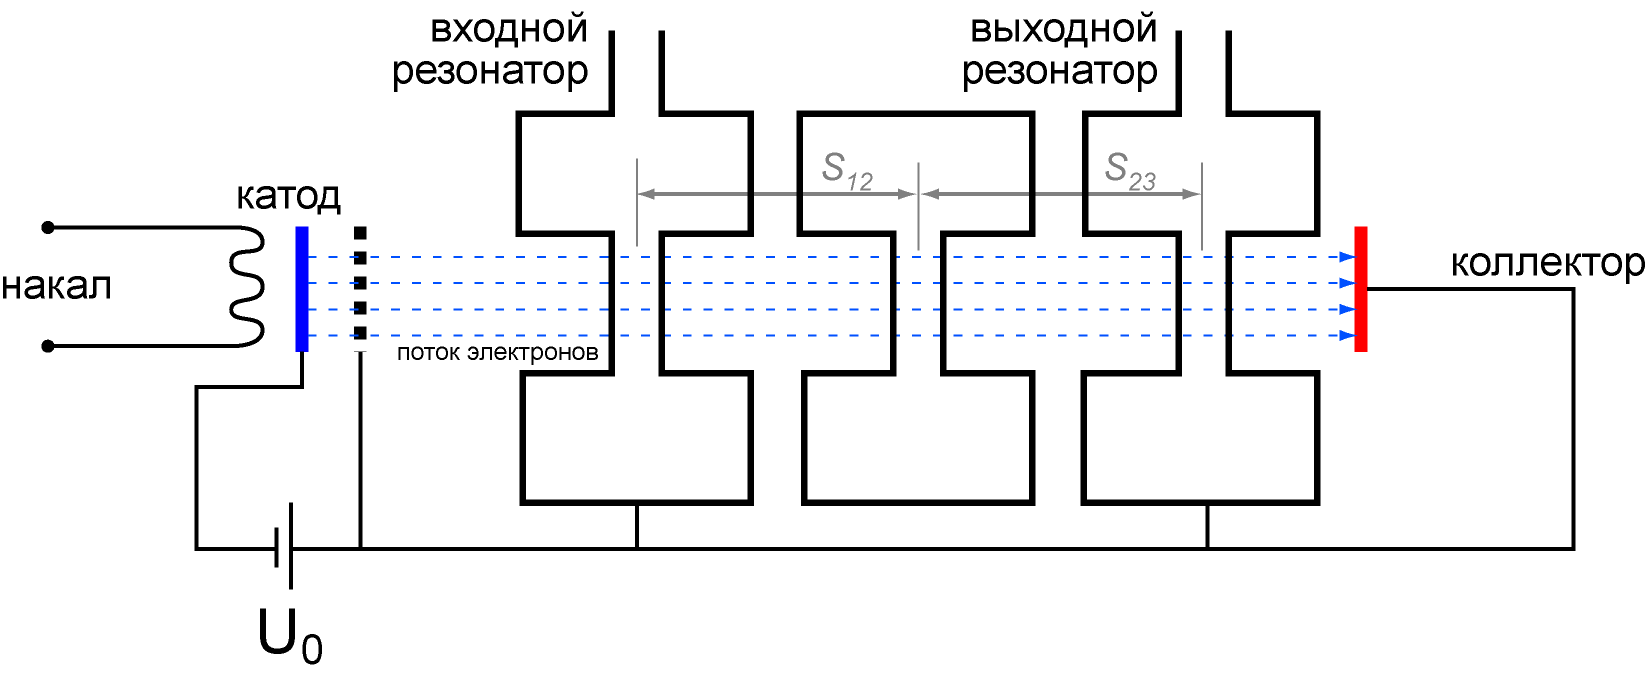 входной
резонатор
выходной
резонатор
S12
S23
катод
накал
коллектор
поток электронов
U0